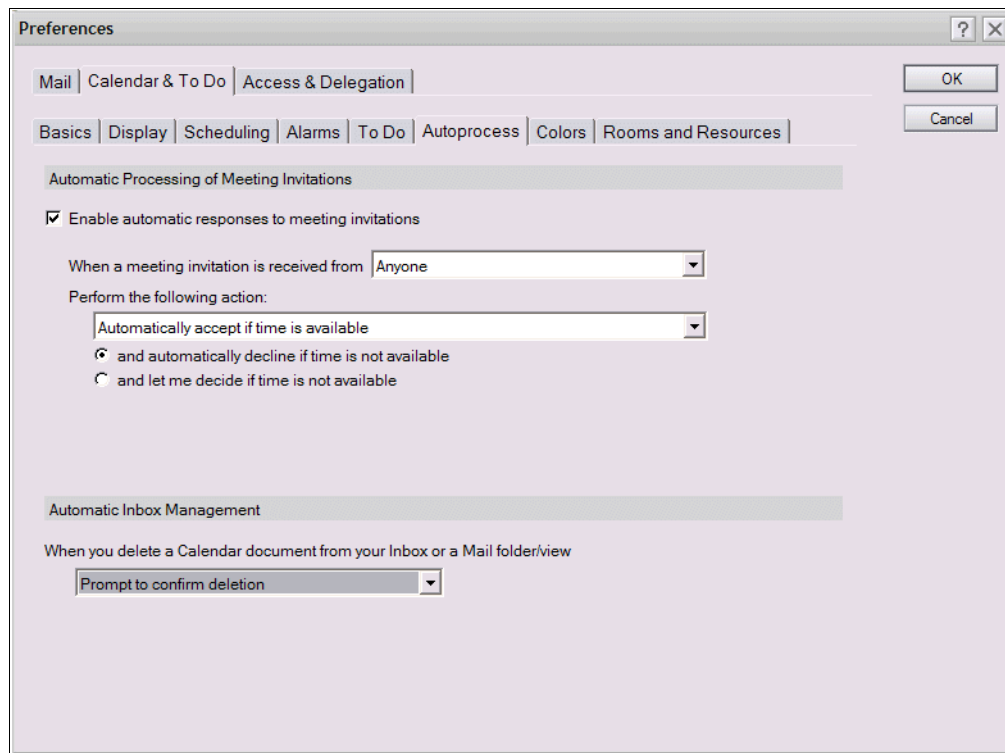 Preferences
Mail Calendar & To Do Access & Delegation
OK
Cancel
Basics Display Scheduling Alarms To Do Autoprocess Colors Rooms and Resources
Automatic Processing of Meeting Invitations
Enable automatic responses to meeting invitations
When a meeting invitation is received from Anyone
Perform the following action:
Automatically accept if time is available
and automatically decline if time is not available
and let me decide if time is not available
Automatic Inbox Management
When you delete a Calendar document from your Inbox or a Mail folder/view
Prompt to confirm deletion